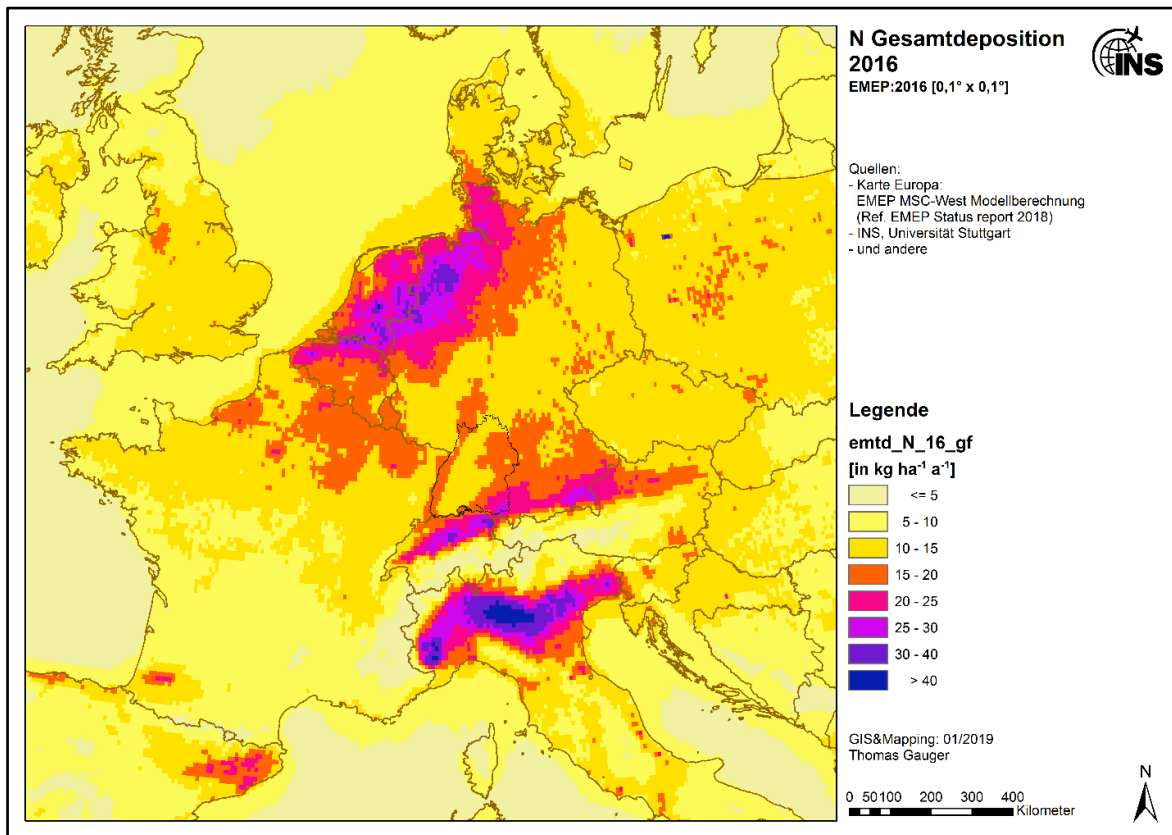 N Gesamtdeposition
2016
EMEP:2016 [0,1° x 0,1°]
INS
Quellen:
- Karte Europa:
EMEP MSC-West Modellberechnung
(Ref. EMEP Status report 2018)
- INS, Universität Stuttgart
- und andere
Legende
emtd_N_16_gf
[in kg ha⁻¹ a⁻¹]
<= 5
5 - 10
10 - 15
15 - 20
20 - 25
25 - 30
30 - 40
> 40
GIS&Mapping: 01/2019
Thomas Gauger
N
0 50 100 200 300 400
Kilometer